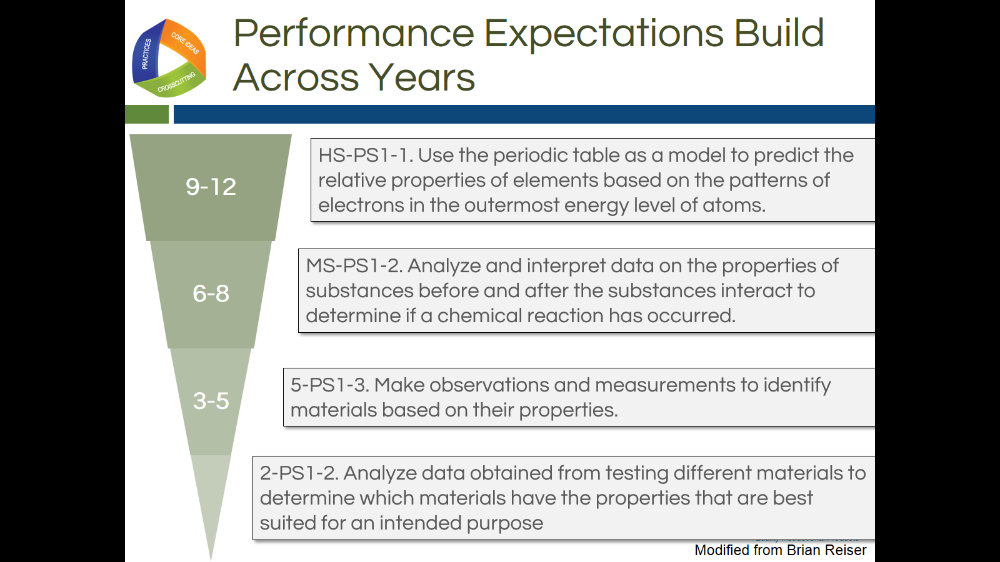 PRACTICES
CORE IDEAS
CROSSCUTTING
Performance Expectations Build
Across Years
9-12
HS-PS1-1. Use the periodic table as a model to predict the
relative properties of elements based on the patterns of
electrons in the outermost energy level of atoms.
6-8
MS-PS1-2. Analyze and interpret data on the properties of
substances before and after the substances interact to
determine if a chemical reaction has occurred.
3-5
5-PS1-3. Make observations and measurements to identify
materials based on their properties.
2-PS1-2. Analyze data obtained from testing different materials to
determine which materials have the properties that are best
suited for an intended purpose
Modified from Brian Reiser